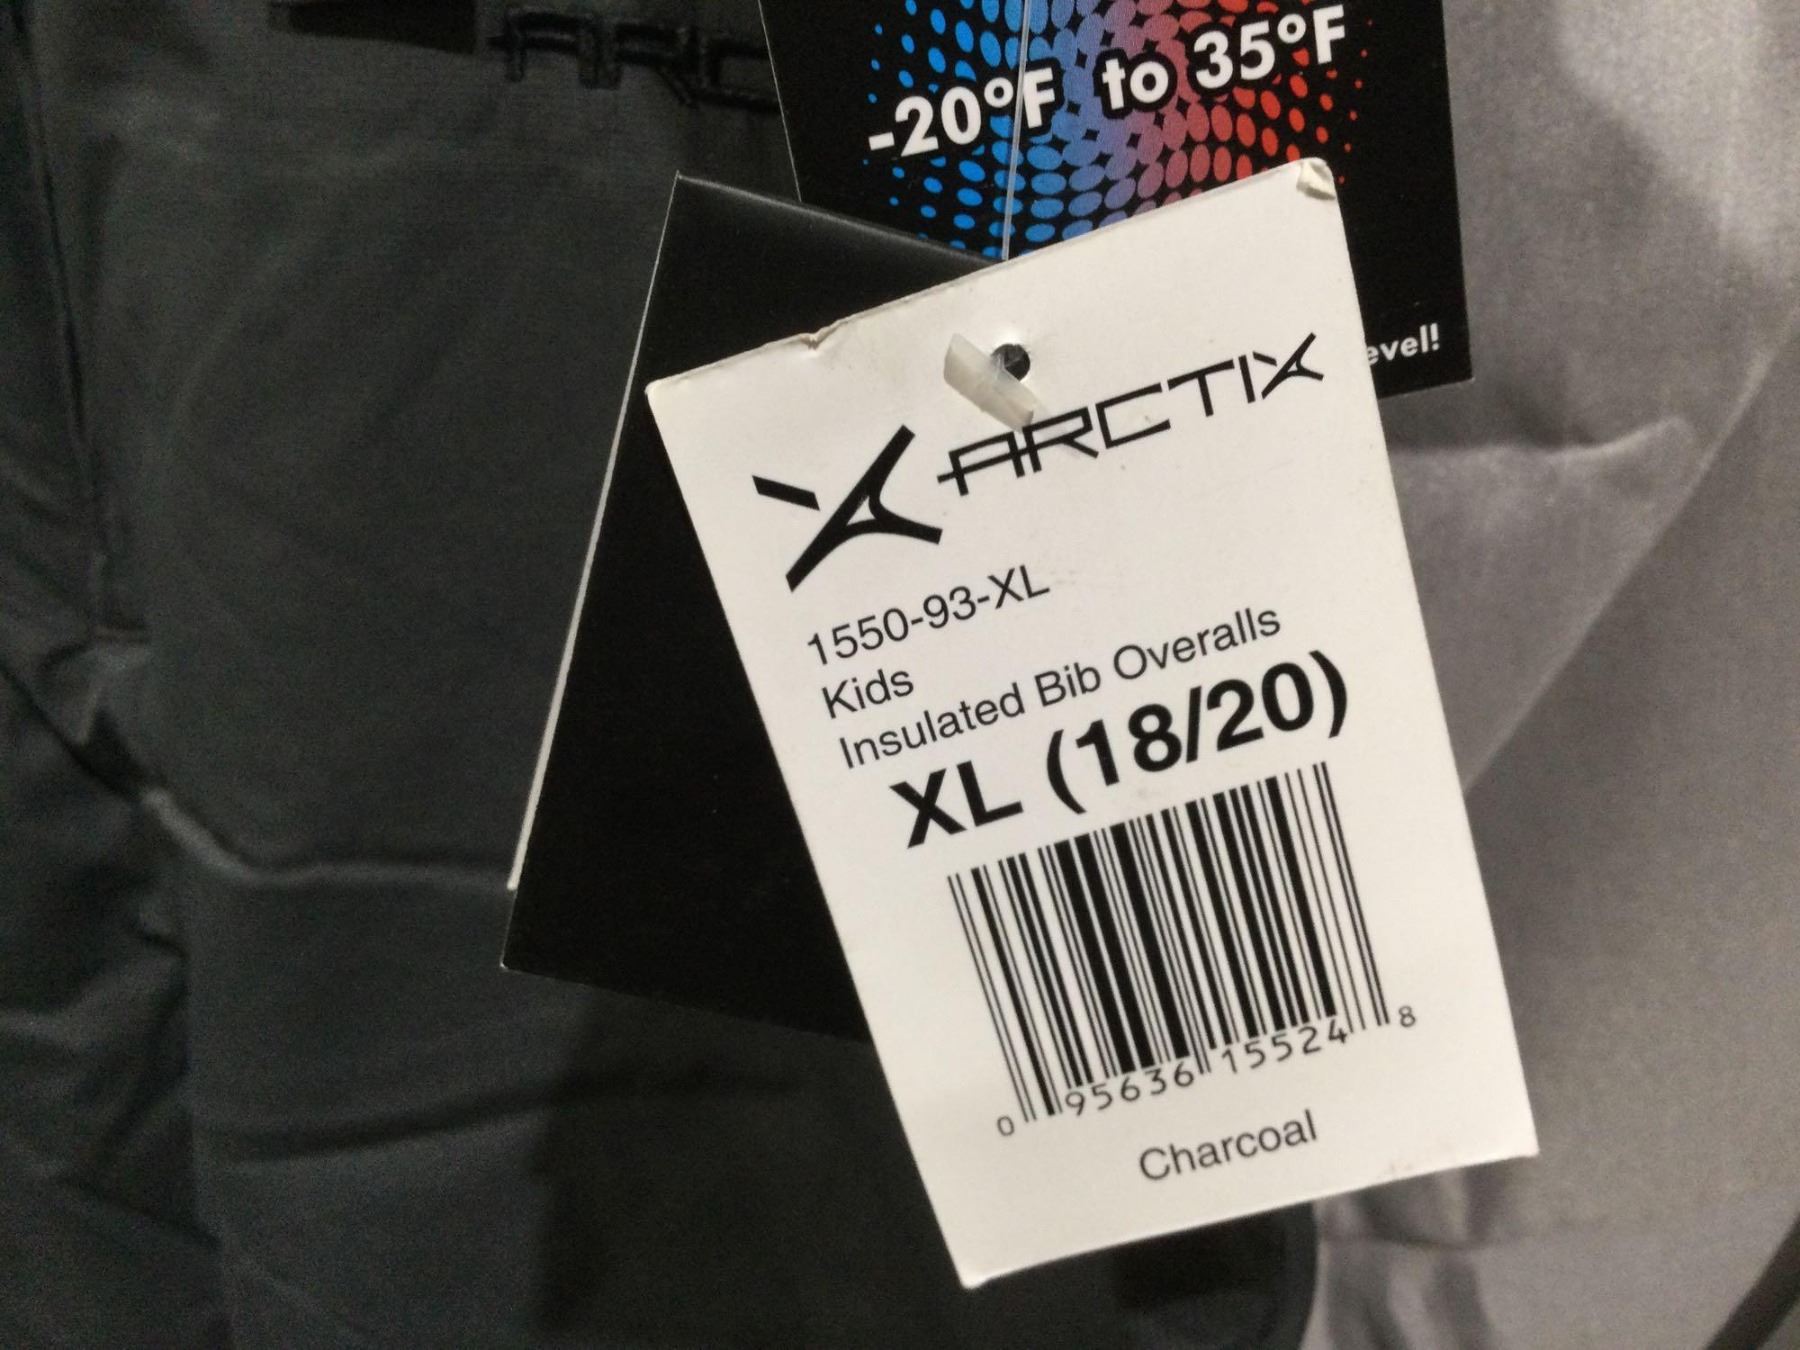 ARC
-20°F to 35°F
evel!
ARCTIX
1550-93-XL
Kids
Insulated Bib Overalls
XL (18/20)
0 95636 15524 8
Charcoal